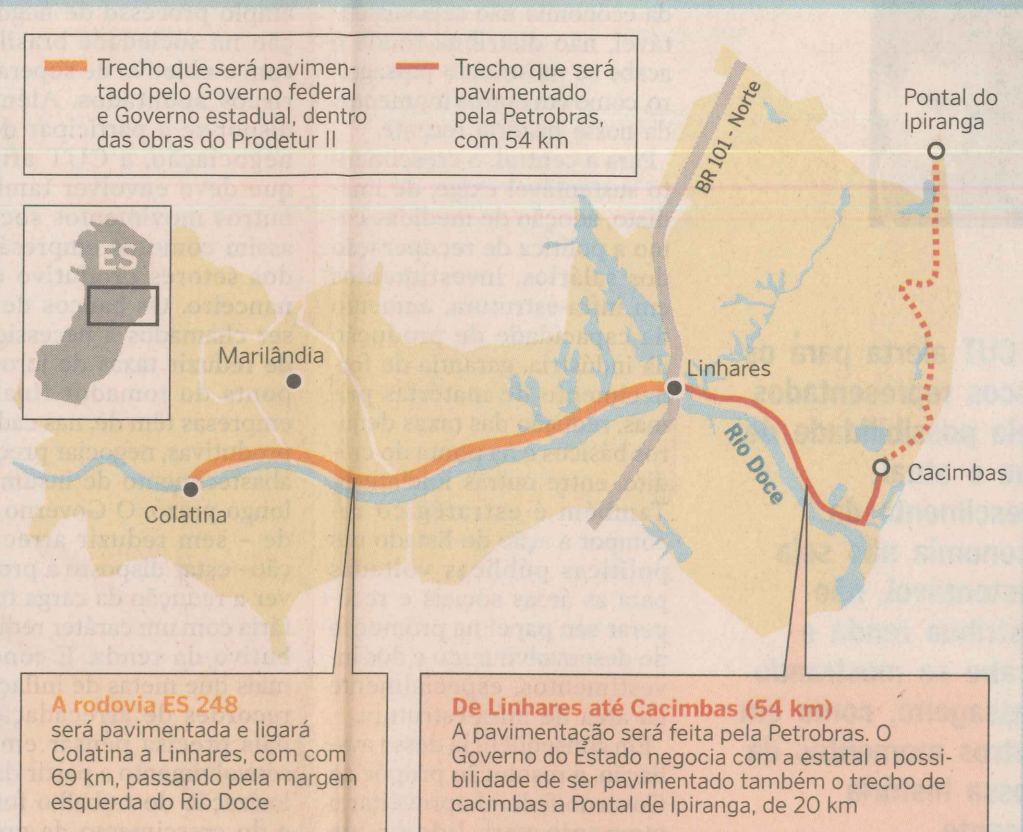 Trecho que será pavimen-
tado pelo Governo federal
e Governo estadual, dentro
das obras do Prodetur II
Trecho que será
pavimentado
pela Petrobras,
com 54 km
BR 101 - Norte
Pontal do
Ipiranga
ES
Marilândia
Linhares
Rio Doce
Cacimbas
Colatina
A rodovia ES 248
será pavimentada e ligará
Colatina a Linhares, com com
69 km, passando pela margem
esquerda do Rio Doce
De Linhares até Cacimbas (54 km)
A pavimentação será feita pela Petrobras. O
Governo do Estado negocia com a estatal a possi-
bilidade de ser pavimentado também o trecho de
cacimbas a Pontal de Ipiranga, de 20 km